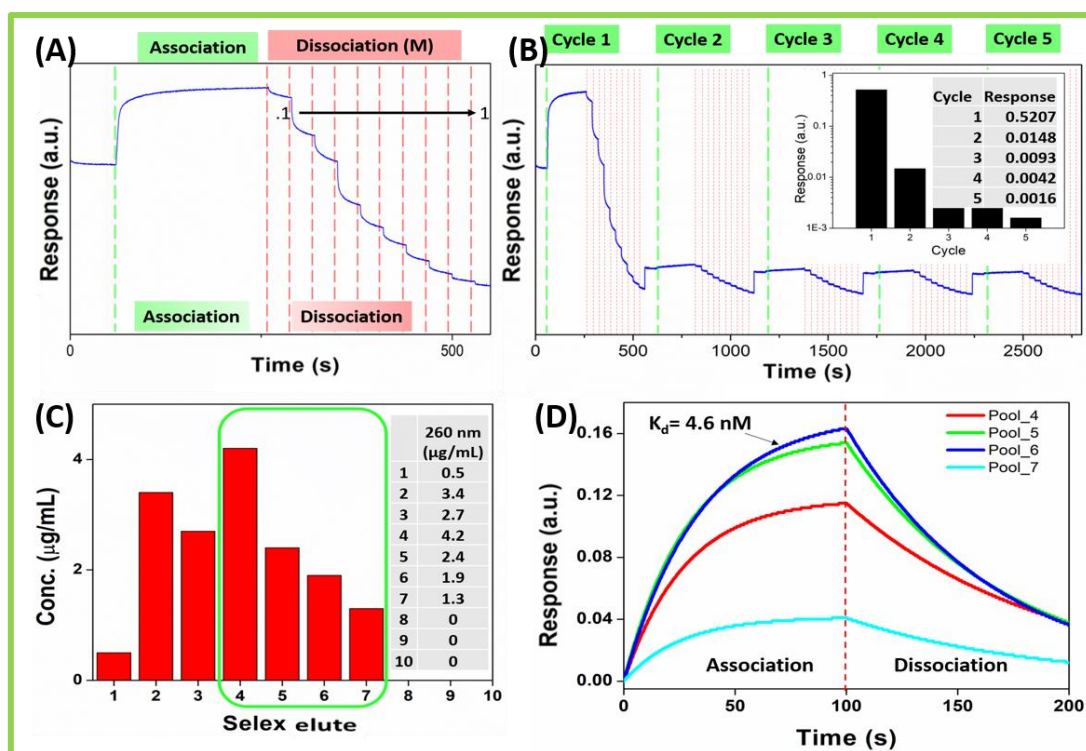 (A)
Association
Dissociation (M)
.1
1
Response (a.u.)
Association
Dissociation
0
500
Time (s)
(B)
Cycle 1
Cycle 2
Cycle 3
Cycle 4
Cycle 5
Response (a.u.)
1
0.1
0.01
1E-3
Response (a.u.)
1 2 3 4 5
Cycle
Cycle Response
1 0.5207
2 0.0148
3 0.0093
4 0.0042
5 0.0016
0 500 1000 1500 2000 2500
Time (s)
(C)
Conc. (μg/mL)
4
2
0
1 2 3 4 5 6 7 8 9 10
Selex elute
260 nm
(μg/mL)
1 0.5
2 3.4
3 2.7
4 4.2
5 2.4
6 1.9
7 1.3
8 0
9 0
10 0
(D)
Response (a.u.)
0.16
0.12
0.08
0.04
0.00
Kd= 4.6 nM
Pool_4
Pool_5
Pool_6
Pool_7
Association
Dissociation
0 50 100 150 200
Time (s)